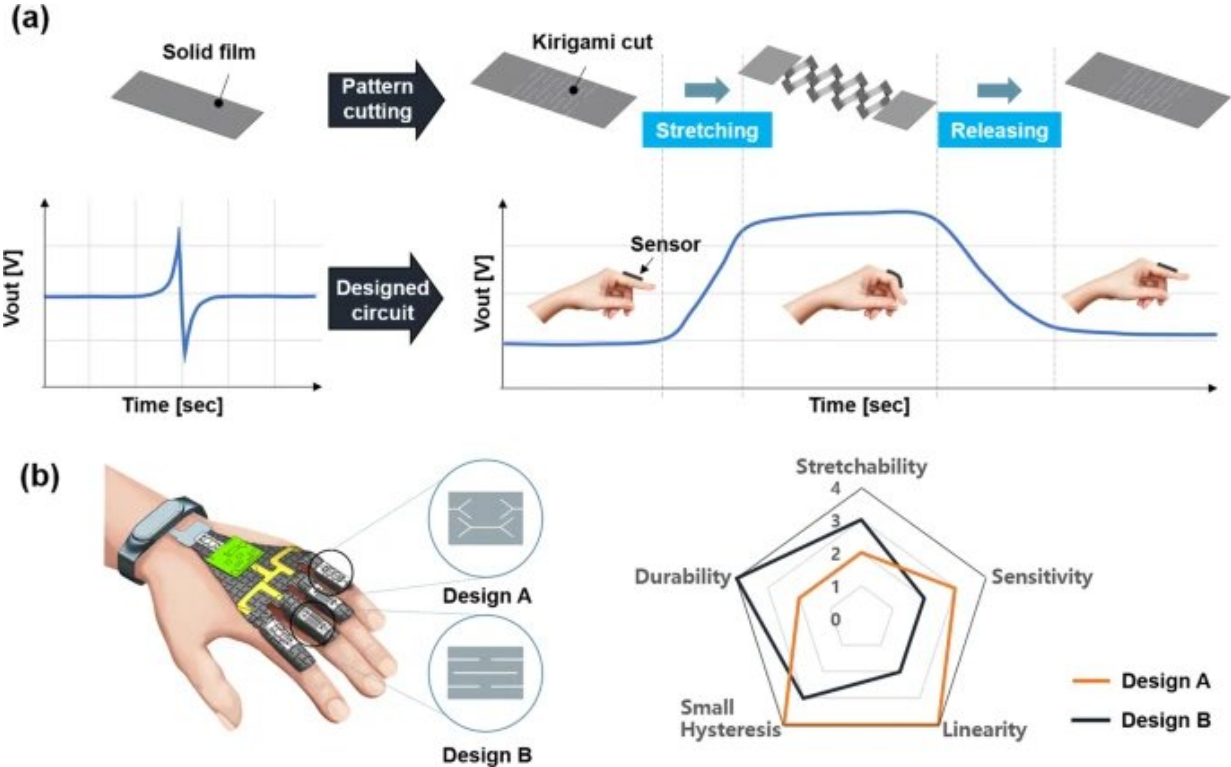 (a)
Solid film
Pattern
cutting
Kirigami cut
Stretching
Releasing
Vout [V]
Time [sec]
Designed
circuit
Vout [V]
Sensor
Time [sec]
(b)
Design A
Design B
Stretchability
4
3
2
1
0
Durability
Sensitivity
Small
Hysteresis
Linearity
Design A
Design B